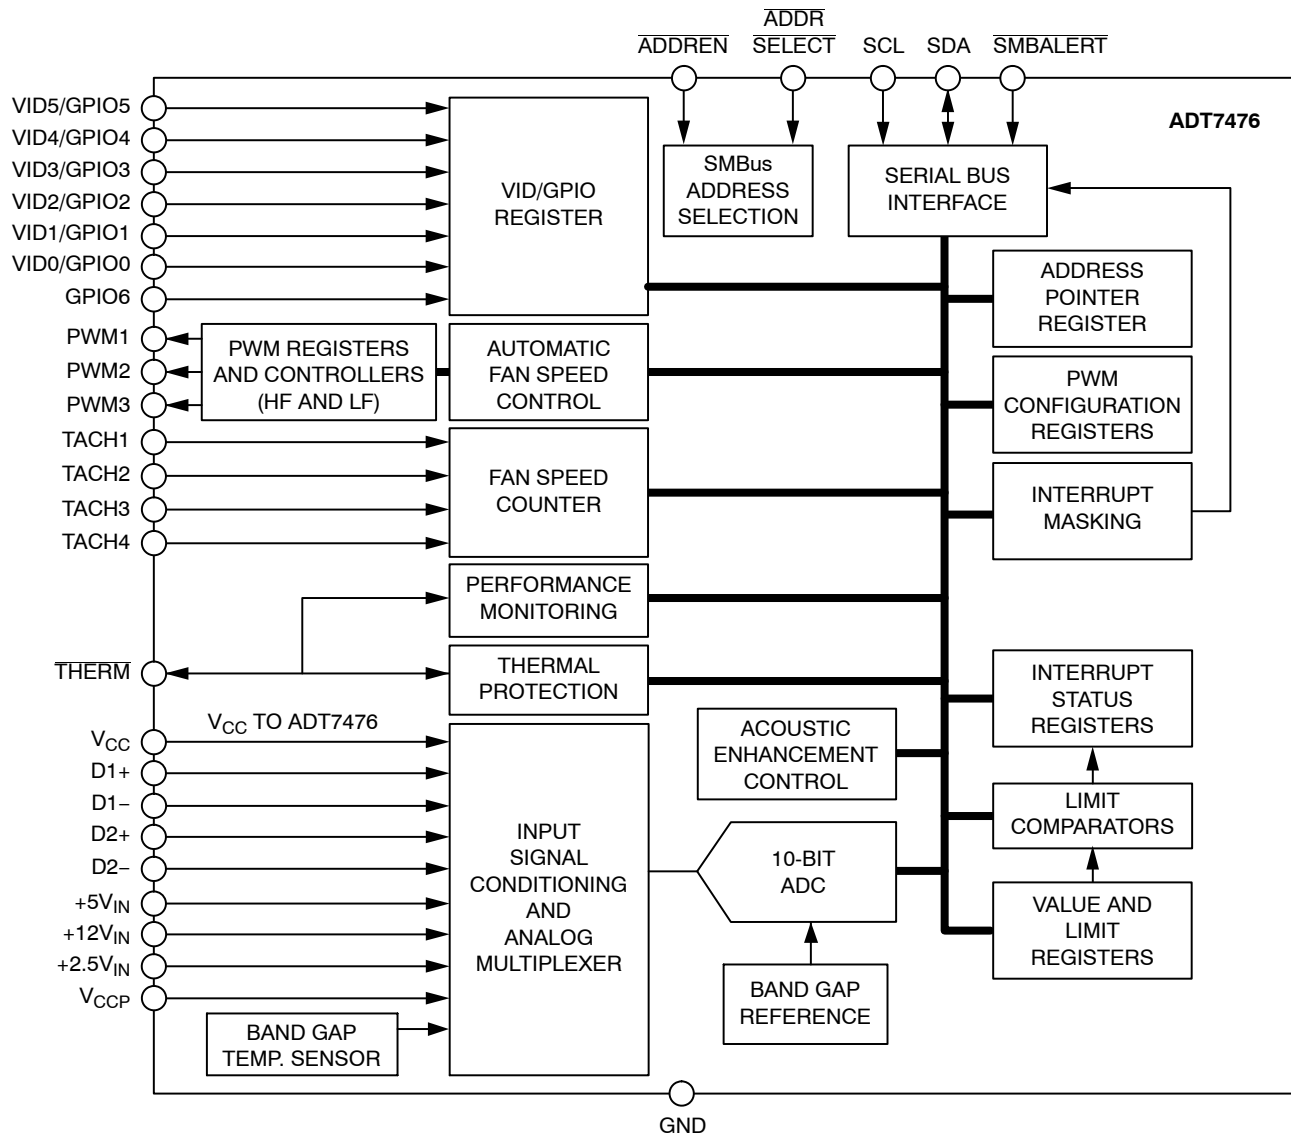 ADDR
ADDREN SELECT SCL SDA SMBALERT
ADT7476
VID5/GPIO5
VID4/GPIO4
VID3/GPIO3
VID2/GPIO2
VID1/GPIO1
VID0/GPIO0
GPIO6
PWM1
PWM2
PWM3
TACH1
TACH2
TACH3
TACH4
THERM
VCC
D1+
D1−
D2+
D2−
+5VIN
+12VIN
+2.5VIN
VCCP
VID/GPIO
REGISTER
SMBus
ADDRESS
SELECTION
SERIAL BUS
INTERFACE
PWM REGISTERS
AND CONTROLLERS
(HF AND LF)
AUTOMATIC
FAN SPEED
CONTROL
FAN SPEED
COUNTER
PERFORMANCE
MONITORING
THERMAL
PROTECTION
VCC TO ADT7476
INPUT
SIGNAL
CONDITIONING
AND
ANALOG
MULTIPLEXER
BAND GAP
TEMP. SENSOR
ACOUSTIC
ENHANCEMENT
CONTROL
10-BIT
ADC
BAND GAP
REFERENCE
ADDRESS
POINTER
REGISTER
PWM
CONFIGURATION
REGISTERS
INTERRUPT
MASKING
INTERRUPT
STATUS
REGISTERS
LIMIT
COMPARATORS
VALUE AND
LIMIT
REGISTERS
GND